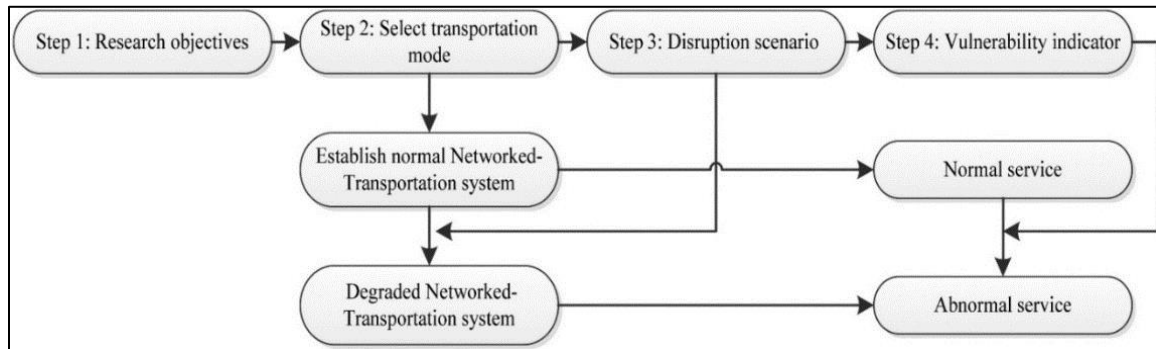 Step 1: Research objectives
Step 2: Select transportation
mode
Step 3: Disruption scenario
Step 4: Vulnerability indicator
Establish normal Networked-
Transportation system
Normal service
Degraded Networked-
Transportation system
Abnormal service